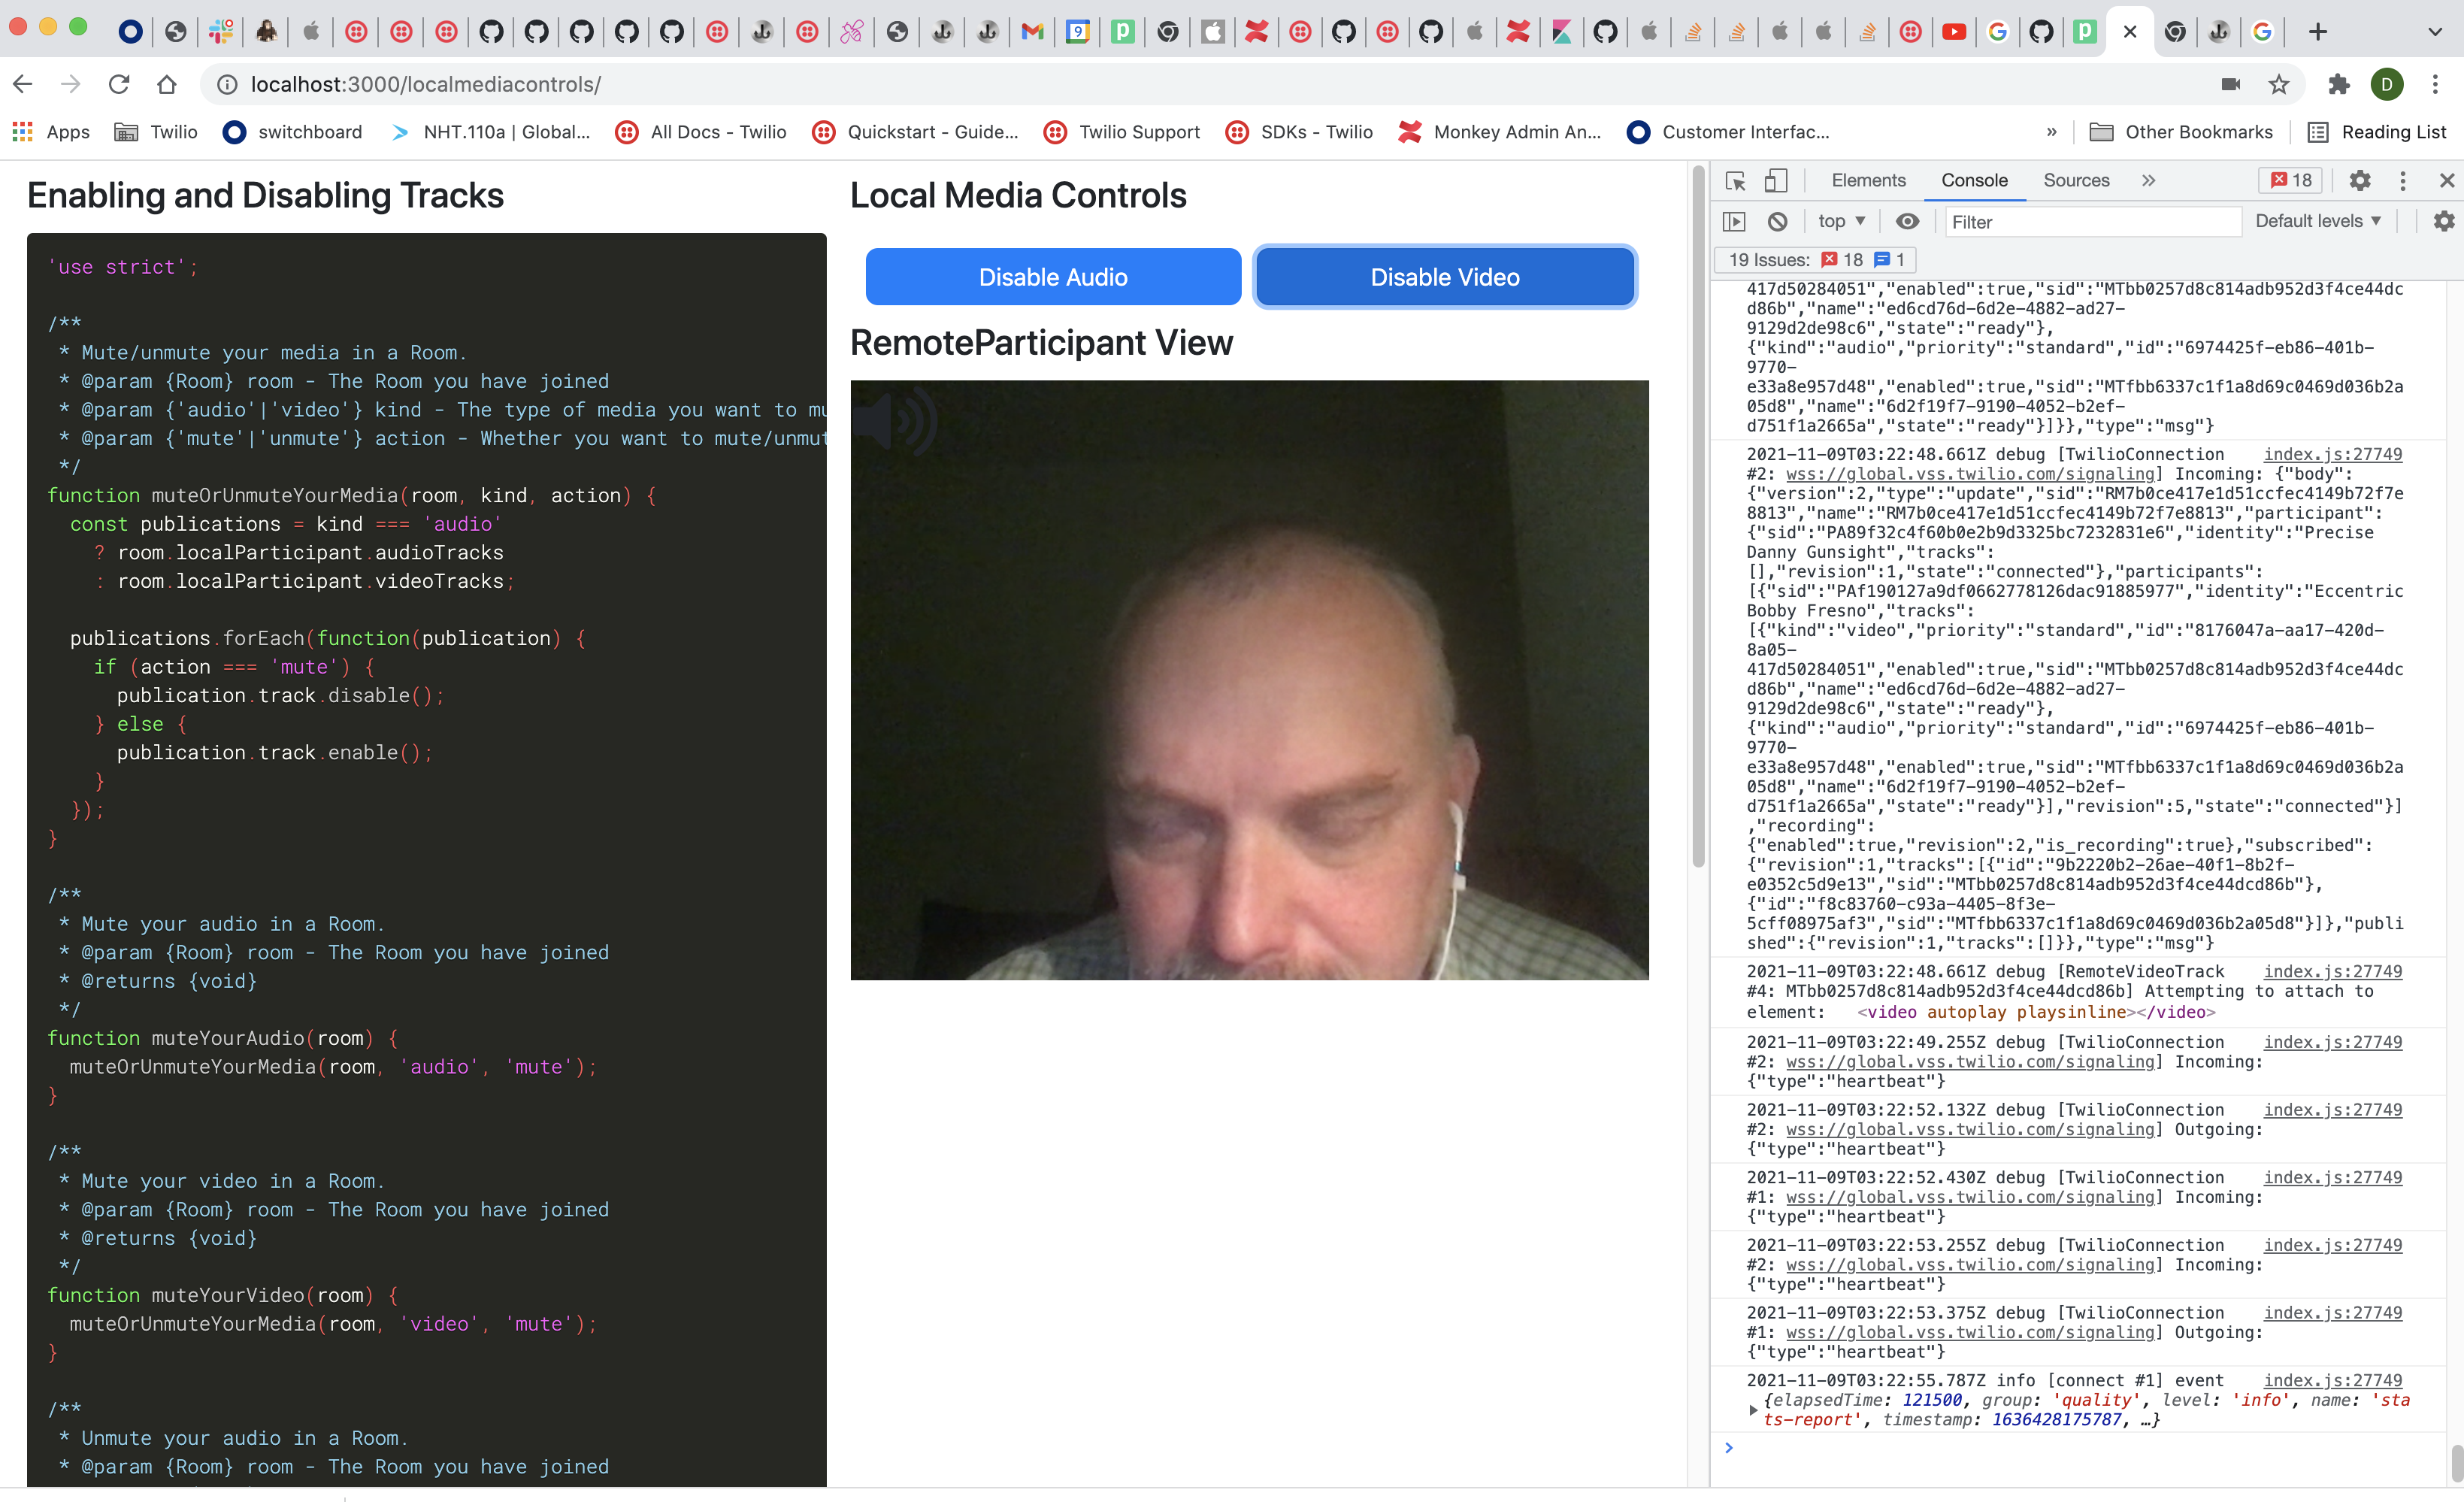 localhost:3000/localmediacontrols/
Apps
Twilio
switchboard
NHT.110a | Global...
All Docs - Twilio
Quickstart - Guide...
Twilio Support
SDKs - Twilio
Monkey Admin An...
Customer Interfac...
»
Other Bookmarks
Reading List
D
Enabling and Disabling Tracks
'use strict';
/**
 * Mute/unmute your media in a Room.
 * @param {Room} room - The Room you have joined
 * @param {'audio'|'video'} kind - The type of media you want to mu
 * @param {'mute'|'unmute'} action - Whether you want to mute/unmut
 */
function muteOrUnmuteYourMedia(room, kind, action) {
  const publications = kind === 'audio'
    ? room.localParticipant.audioTracks
    : room.localParticipant.videoTracks;
  publications.forEach(function(publication) {
    if (action === 'mute') {
      publication.track.disable();
    } else {
      publication.track.enable();
    }
  });
}
/**
 * Mute your audio in a Room.
 * @param {Room} room - The Room you have joined
 * @returns {void}
 */
function muteYourAudio(room) {
  muteOrUnmuteYourMedia(room, 'audio', 'mute');
}
/**
 * Mute your video in a Room.
 * @param {Room} room - The Room you have joined
 * @returns {void}
 */
function muteYourVideo(room) {
  muteOrUnmuteYourMedia(room, 'video', 'mute');
}
/**
 * Unmute your audio in a Room.
 * @param {Room} room - The Room you have joined
Local Media Controls
Disable Audio
Disable Video
RemoteParticipant View
Elements
Console
Sources
»
18
top
Filter
Default levels
19 Issues: 18 1
417d50284051","enabled":true,"sid":"MTbb0257d8c814adb952d3f4ce44dc
d86b","name":"ed6cd76d-6d2e-4882-ad27-
9129d2de98c6","state":"ready"},
{"kind":"audio","priority":"standard","id":"6974425f-eb86-401b-
9770-
e33a8e957d48","enabled":true,"sid":"MTfbb6337c1f1a8d69c0469d036b2a
05d8","name":"6d2f19f7-9190-4052-b2ef-
d751f1a2665a","state":"ready"}]}},"type":"msg"}
2021-11-09T03:22:48.661Z debug [TwilioConnection index.js:27749
#2: wss://global.vss.twilio.com/signaling] Incoming: {"body":
{"version":2,"type":"update","sid":"RM7b0ce417e1d51ccfec4149b72f7e
8813","name":"RM7b0ce417e1d51ccfec4149b72f7e8813","participant":
{"sid":"PA89f32c4f60b0e2b9d3325bc7232831e6","identity":"Precise
Danny Gunsight","tracks":
[],"revision":1,"state":"connected"},"participants":
[{"sid":"PAf190127a9df0662778126dac91885977","identity":"Eccentric
Bobby Fresno","tracks":
[{"kind":"video","priority":"standard","id":"8176047a-aa17-420d-
8a05-
417d50284051","enabled":true,"sid":"MTbb0257d8c814adb952d3f4ce44dc
d86b","name":"ed6cd76d-6d2e-4882-ad27-
9129d2de98c6","state":"ready"},
{"kind":"audio","priority":"standard","id":"6974425f-eb86-401b-
9770-
e33a8e957d48","enabled":true,"sid":"MTfbb6337c1f1a8d69c0469d036b2a
05d8","name":"6d2f19f7-9190-4052-b2ef-
d751f1a2665a","state":"ready"}],"revision":5,"state":"connected"}]
,"recording":
{"enabled":true,"revision":2,"is_recording":true},"subscribed":
{"revision":1,"tracks":[{"id":"9b2220b2-26ae-40f1-8b2f-
e0352c5d9e13","sid":"MTbb0257d8c814adb952d3f4ce44dcd86b"},
{"id":"f8c83760-c93a-4405-8f3e-
5cff08975af3","sid":"MTfbb6337c1f1a8d69c0469d036b2a05d8"}]},"publi
shed":{"revision":1,"tracks":[]}},"type":"msg"}
2021-11-09T03:22:48.661Z debug [RemoteVideoTrack index.js:27749
#4: MTbb0257d8c814adb952d3f4ce44dcd86b] Attempting to attach to
element: <video autoplay playsinline></video>
2021-11-09T03:22:49.255Z debug [TwilioConnection index.js:27749
#2: wss://global.vss.twilio.com/signaling] Incoming:
{"type":"heartbeat"}
2021-11-09T03:22:52.132Z debug [TwilioConnection index.js:27749
#2: wss://global.vss.twilio.com/signaling] Outgoing:
{"type":"heartbeat"}
2021-11-09T03:22:52.430Z debug [TwilioConnection index.js:27749
#1: wss://global.vss.twilio.com/signaling] Incoming:
{"type":"heartbeat"}
2021-11-09T03:22:53.255Z debug [TwilioConnection index.js:27749
#2: wss://global.vss.twilio.com/signaling] Incoming:
{"type":"heartbeat"}
2021-11-09T03:22:53.375Z debug [TwilioConnection index.js:27749
#1: wss://global.vss.twilio.com/signaling] Outgoing:
{"type":"heartbeat"}
2021-11-09T03:22:55.787Z info [connect #1] event index.js:27749
{elapsedTime: 121500, group: 'quality', level: 'info', name: 'sta
ts-report', timestamp: 1636428175787, …}